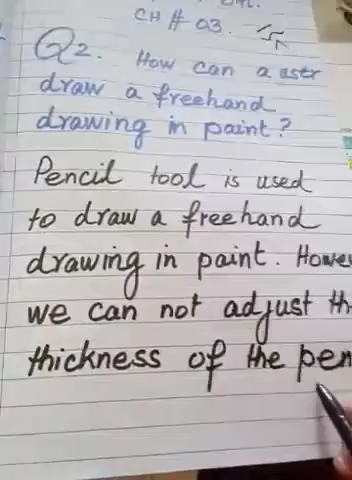 CH # 03.
Q2. How can a user
draw a freehand
drawing in paint?
Pencil tool is used
to draw a freehand
drawing in paint. Howe
we can not adjust th
thickness of the pen